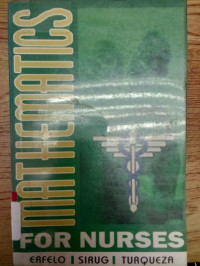 MATHEMATICS
FOR NURSES
ERFELO | SIRUG | TURQUEZA